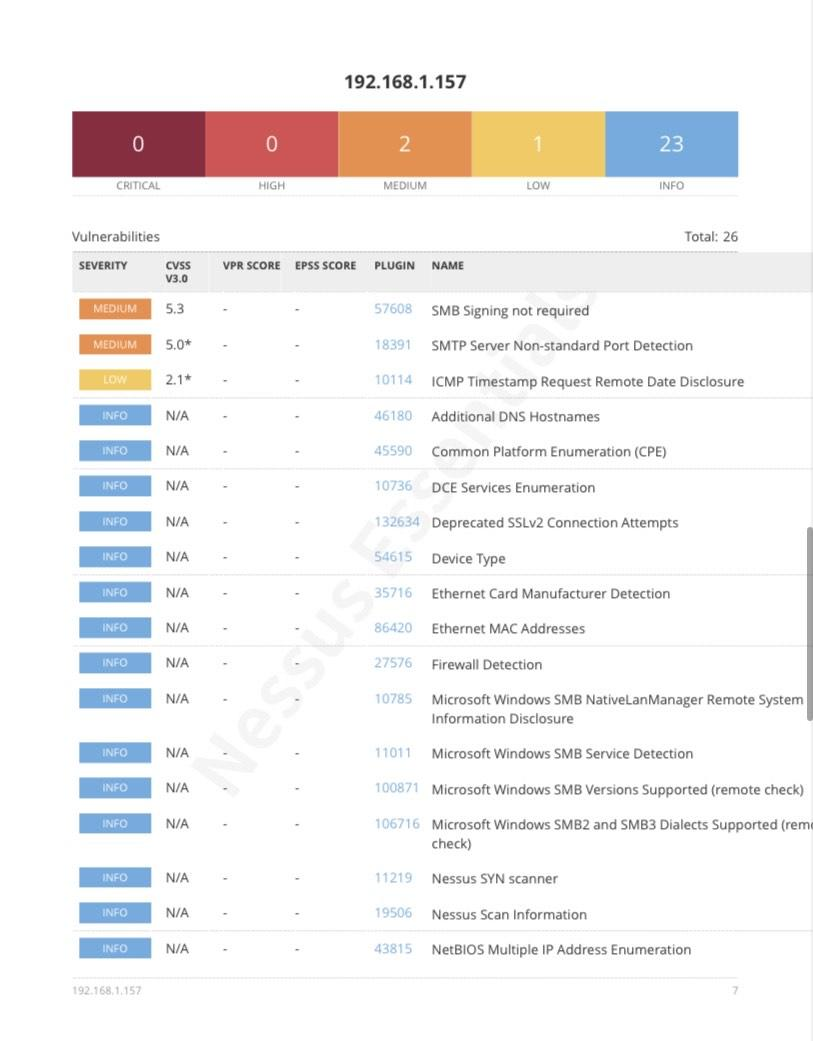 192.168.1.157
0 0 2 1 23
CRITICAL HIGH MEDIUM LOW INFO
Vulnerabilities Total: 26
SEVERITY CVSS V3.0 VPR SCORE EPSS SCORE PLUGIN NAME
MEDIUM 5.3 - - 57608 SMB Signing not required
MEDIUM 5.0* - - 18391 SMTP Server Non-standard Port Detection
LOW 2.1* - - 10114 ICMP Timestamp Request Remote Date Disclosure
INFO N/A - - 46180 Additional DNS Hostnames
INFO N/A - - 45590 Common Platform Enumeration (CPE)
INFO N/A - - 10736 DCE Services Enumeration
INFO N/A - - 132634 Deprecated SSLv2 Connection Attempts
INFO N/A - - 54615 Device Type
INFO N/A - - 35716 Ethernet Card Manufacturer Detection
INFO N/A - - 86420 Ethernet MAC Addresses
INFO N/A - - 27576 Firewall Detection
INFO N/A - - 10785 Microsoft Windows SMB NativeLanManager Remote System
Information Disclosure
INFO N/A - - 11011 Microsoft Windows SMB Service Detection
INFO N/A - - 100871 Microsoft Windows SMB Versions Supported (remote check)
INFO N/A - - 106716 Microsoft Windows SMB2 and SMB3 Dialects Supported
check)
INFO N/A - - 11219 Nessus SYN scanner
INFO N/A - - 19506 Nessus Scan Information
INFO N/A - - 43815 NetBIOS Multiple IP Address Enumeration
Nessus Essentials
192.168.1.157 7